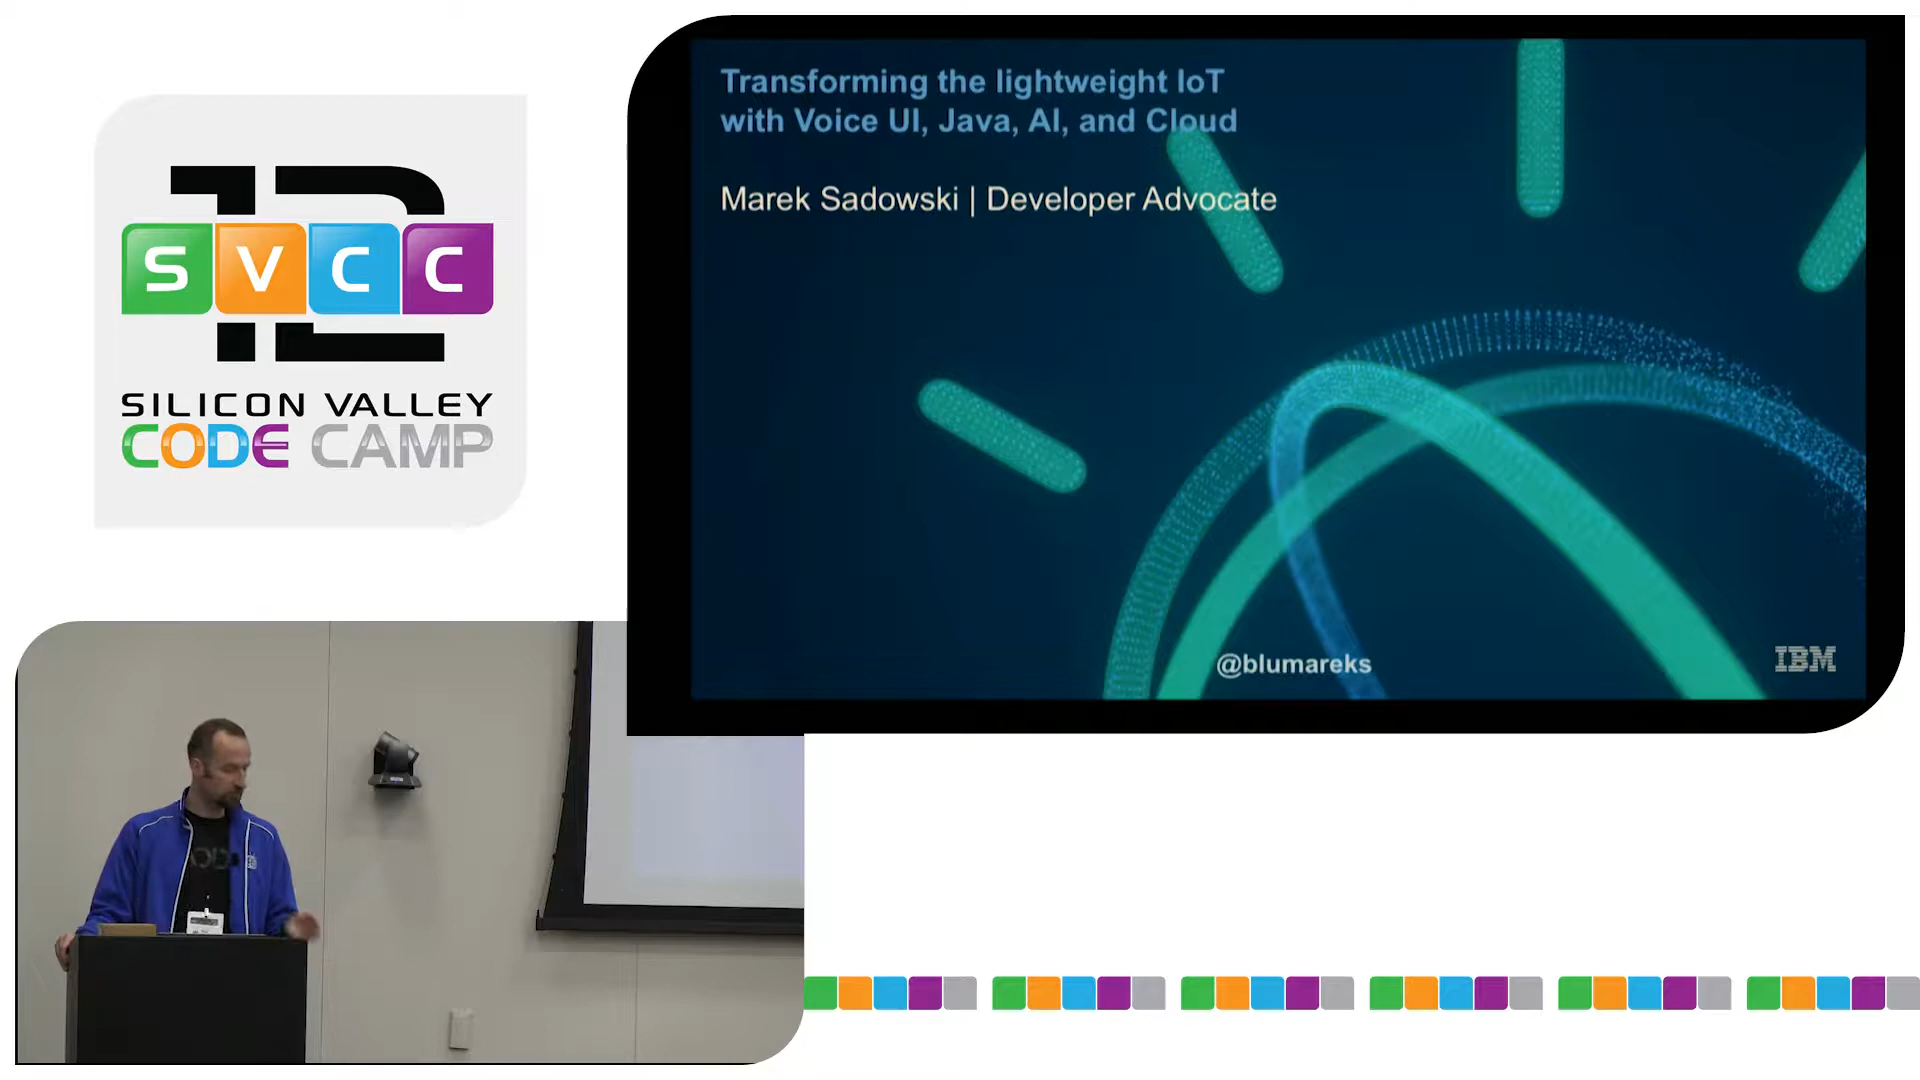 12
S V C C
SILICON VALLEY
CODE CAMP
Transforming the lightweight IoT
with Voice UI, Java, AI, and Cloud
Marek Sadowski | Developer Advocate
@blumareks
IBM